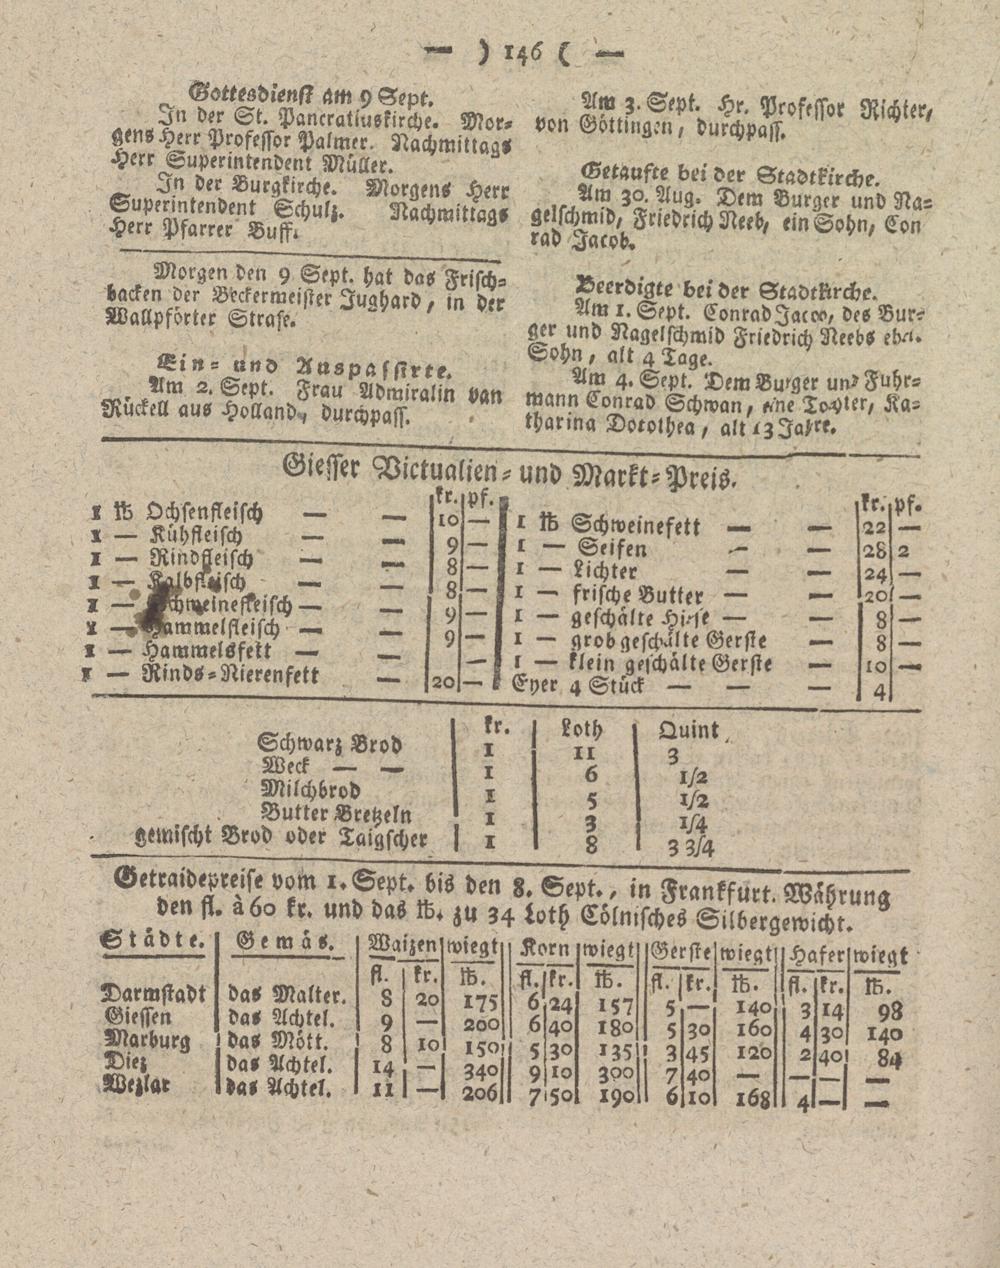 — ) 146 ( —
Gottesdienst am 9 Sept.
In der St. Pancratiuskirche. Mor=
gens Herr Professor Palmer. Nachmittags
Herr Superintendent Müller.
In der Burgkirche. Morgens Herr
Superintendent Schulz. Nachmittags
Herr Pfarrer Buff.
Morgen den 9 Sept. hat das Frisch=
backen der Beckermeister Jughard, in der
Wallpförter Strase.
Ein= und Auspassirte.
Am 2. Sept. Frau Admiralin van
Rückell aus Holland, durchpass.
Am 3. Sept. Hr. Professor Richter,
von Göttingen, durchpass.
Getaufte bei der Stadtkirche.
Am 30. Aug. Dem Burger und Na=
gelschmid, Friedrich Neeb, ein Sohn, Con
rad Jacob.
Beerdigte bei der Stadtkirche.
Am 1. Sept. Conrad Jacob, des Bur=
ger und Nagelschmid Friedrich Neebs ehel.
Sohn, alt 4 Tage.
Am 4. Sept. Dem Burger und Fuhr=
mann Conrad Schwan, eine Tochter, Ka=
tharina Dorothea, alt 13 Jahre.
Giesser Victualien= und Markt=Preis.
kr. pf.
1 ℔ Ochsenfleisch — — 10 —
1 — Kühfleisch — 9 —
1 — Rindfleisch — — 8 —
1 — Kalbfleisch — — 8 —
1 — Schweinefleisch — — 9 —
1 — Hammelfleisch — — 9 —
1 — Hammelsfett — — —
1 — Rinds=Nierenfett — 20 —
kr. pf.
1 ℔ Schweinefett — — 22 —
1 — Seifen — — 28 2
1 — Lichter — — 24 —
1 — frische Butter — — 20 —
1 — geschälte Hirse — — 8 —
1 — grob geschälte Gerste — 8 —
1 — klein geschälte Gerste — 10 —
Eyer 4 Stück — — — 4
kr. Loth Quint
Schwarz Brod 1 11 3
Weck — — 1 6 1/2
Milchbrod 1 5 1/2
Butter Bretzeln 1 3 1/4
gemischt Brod oder Taigscher 1 8 3 3/4
Getraidepreise vom 1. Sept. bis den 8. Sept., in Frankfurt. Währung
den fl. à 60 kr. und das ℔. zu 34 Loth Cölnisches Silbergewicht.
Städte. Gemäs. Waizen wiegt Korn wiegt Gerste wiegt Hafer wiegt
fl. kr. ℔. fl. kr. ℔. fl. kr. ℔. fl. kr. ℔.
Darmstadt das Malter. 8 20 175 6 24 157 5 — 140 3 14 98
Giessen das Achtel. 9 — 200 6 40 180 5 30 160 4 30 140
Marburg das Mött. 8 10 150 5 30 135 3 45 120 2 40 84
Diez das Achtel. 14 — 340 9 10 300 7 40 — — — —
Wezlar das Achtel. 11 — 206 7 50 190 6 10 168 4 — —